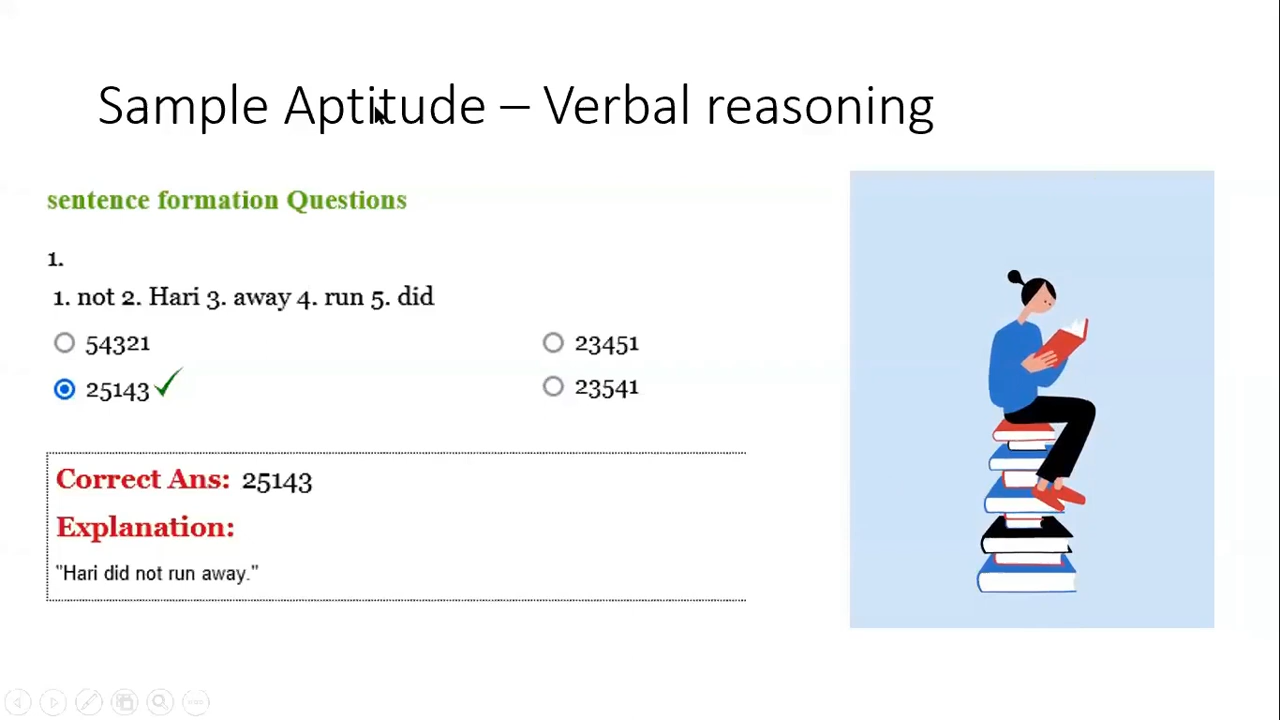 Sample Aptitude – Verbal reasoning
sentence formation Questions
1.
1. not 2. Hari 3. away 4. run 5. did
54321
23451
25143
23541
Correct Ans: 25143
Explanation:
"Hari did not run away."